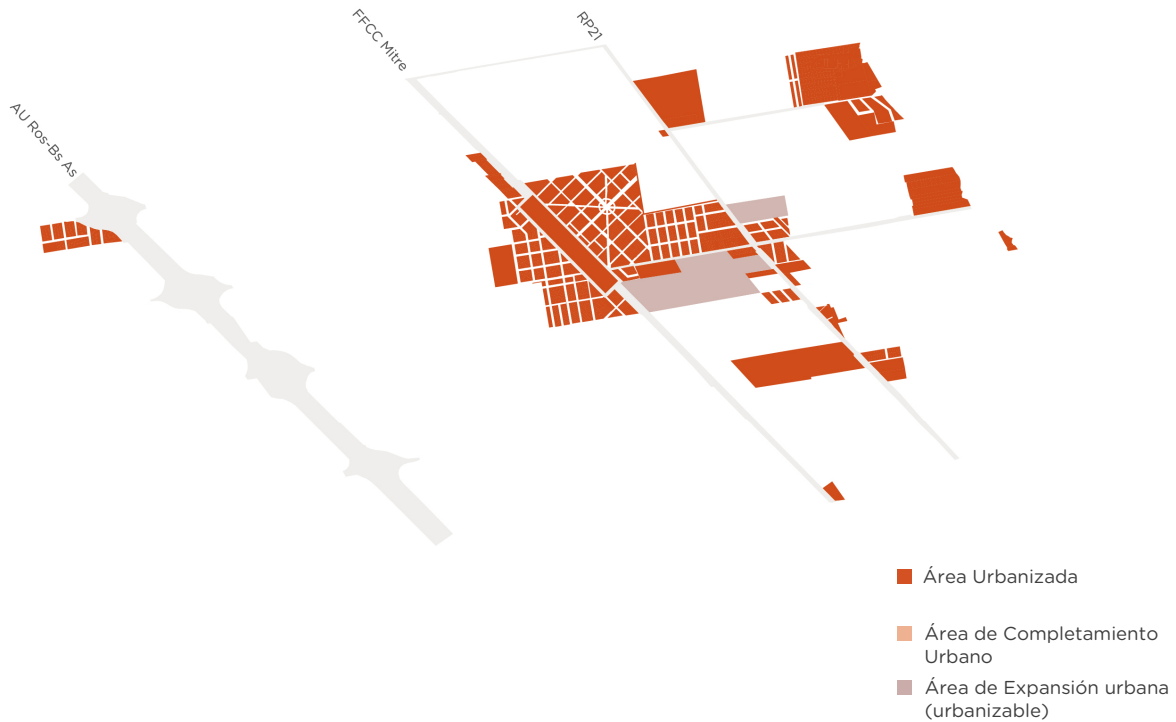 RP21
FFCC Mitre
AU Ros-Bs As
Área Urbanizada
Área de Completamiento
Urbano
Área de Expansión urbana
(urbanizable)